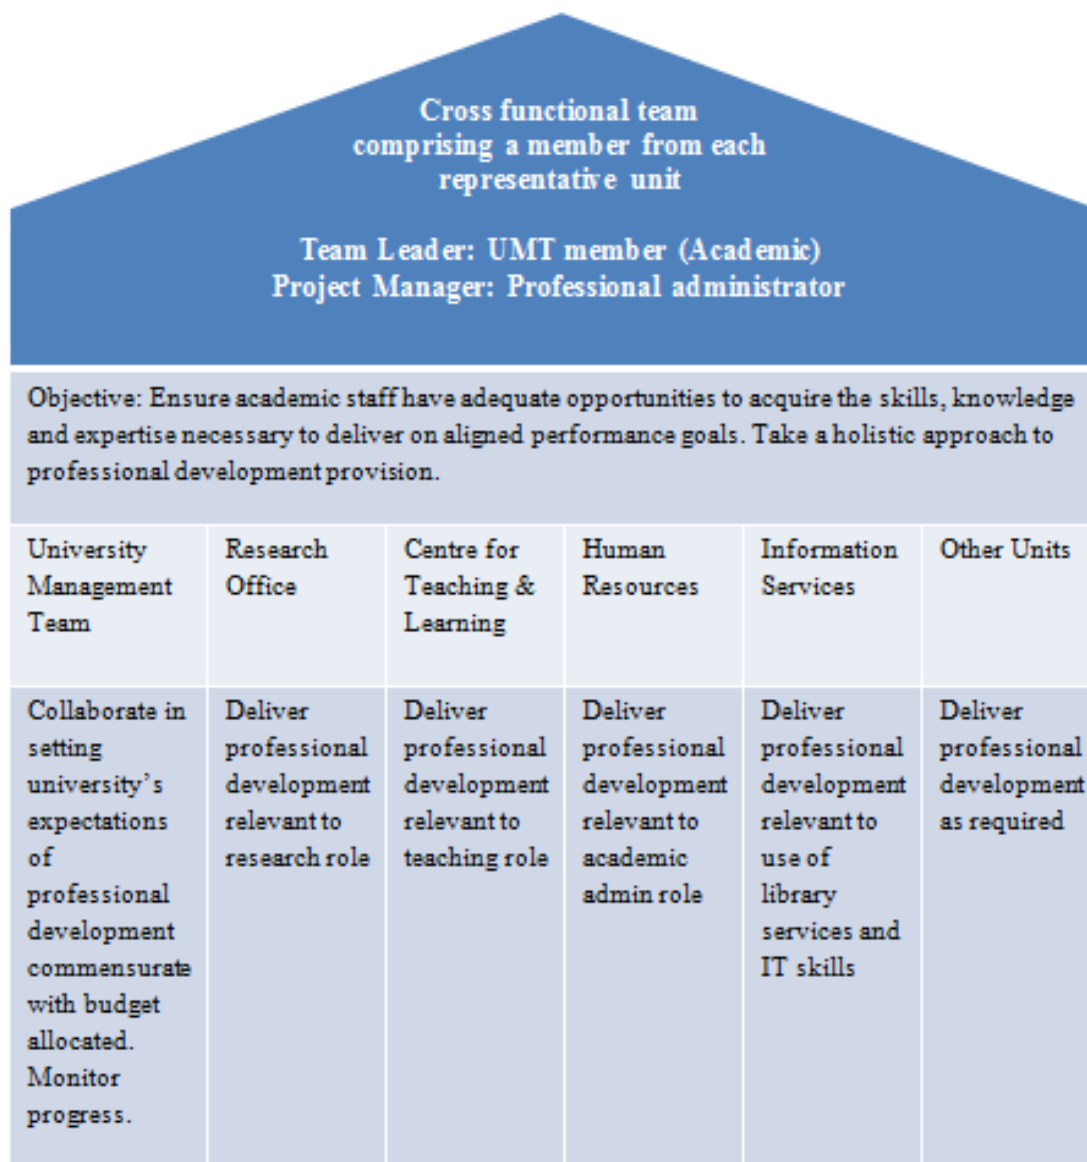 Cross functional team
comprising a member from each
representative unit
Team Leader: UMT member (Academic)
Project Manager: Professional administrator
Objective: Ensure academic staff have adequate opportunities to acquire the skills, knowledge
and expertise necessary to deliver on aligned performance goals. Take a holistic approach to
professional development provision.
University
Management
Team
Research
Office
Centre for
Teaching &
Learning
Human
Resources
Information
Services
Other Units
Collaborate in
setting
university’s
expectations
of
professional
development
commensurate
with budget
allocated.
Monitor
progress.
Deliver
professional
development
relevant to
research role
Deliver
professional
development
relevant to
teaching role
Deliver
professional
development
relevant to
academic
admin role
Deliver
professional
development
relevant to
use of
library
services and
IT skills
Deliver
professional
development
as required